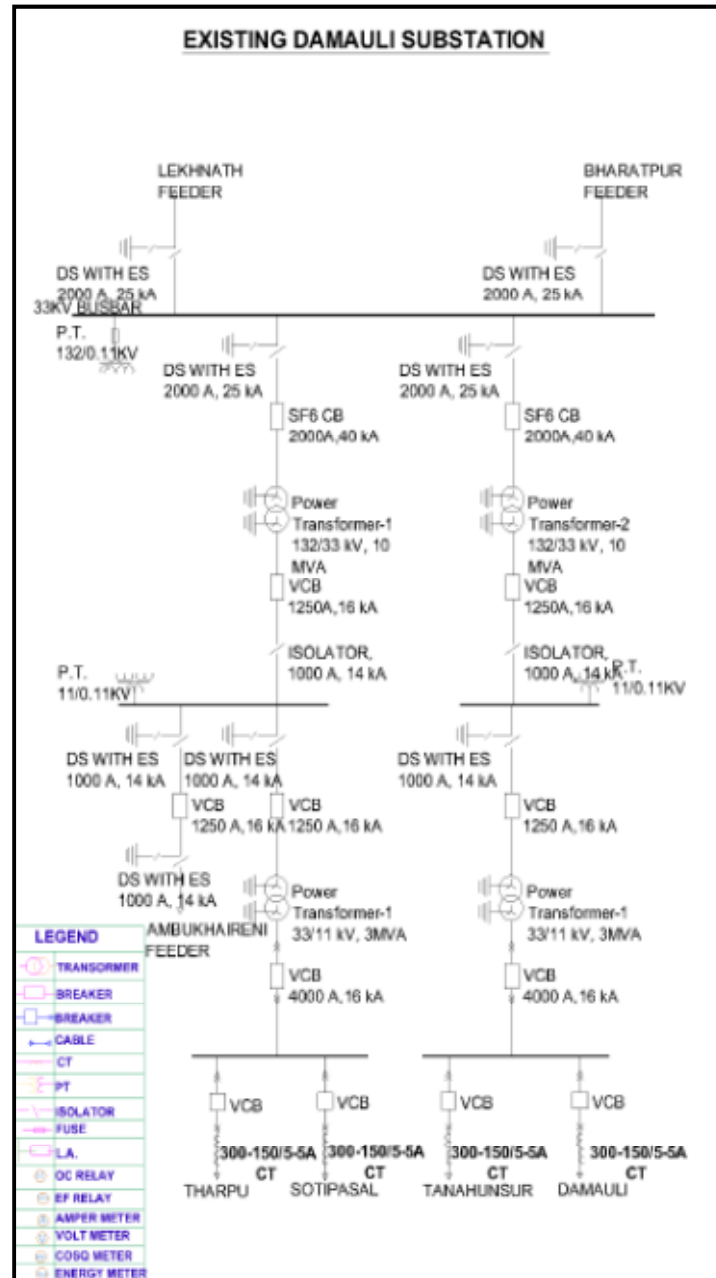 EXISTING DAMAULI SUBSTATION
LEKHNATH
FEEDER
BHARATPUR
FEEDER
DS WITH ES
2000 A, 25 kA
DS WITH ES
2000 A, 25 kA
33KV BUSBAR
P.T.
132/0.11KV
DS WITH ES
2000 A, 25 kA
DS WITH ES
2000 A, 25 kA
SF6 CB
2000A,40 kA
SF6 CB
2000A,40 kA
Power
Transformer-1
132/33 kV, 10
MVA
Power
Transformer-2
132/33 kV, 10
MVA
VCB
1250A,16 kA
VCB
1250A,16 kA
ISOLATOR,
1000 A, 14 kA
ISOLATOR,
1000 A, 14 kA
P.T.
11/0.11KV
P.T.
11/0.11KV
DS WITH ES
1000 A, 14 kA
DS WITH ES
1000 A, 14 kA
DS WITH ES
1000 A, 14 kA
VCB
1250 A,16 kA
VCB
1250 A,16 kA
VCB
1250 A,16 kA
DS WITH ES
1000 A, 14 kA
AMBUKHAIRENI
FEEDER
Power
Transformer-1
33/11 kV, 3MVA
Power
Transformer-1
33/11 kV, 3MVA
VCB
4000 A,16 kA
VCB
4000 A,16 kA
VCB
VCB
VCB
VCB
300-150/5-5A
CT
300-150/5-5A
CT
300-150/5-5A
CT
300-150/5-5A
CT
THARPU
SOTIPASAL
TANAHUNSUR
DAMAULI
LEGEND
TRANSORMER
BREAKER
BREAKER
CABLE
CT
PT
ISOLATOR
FUSE
L.A.
OC RELAY
EF RELAY
AMPER METER
VOLT METER
COSQ METER
ENERGY METER